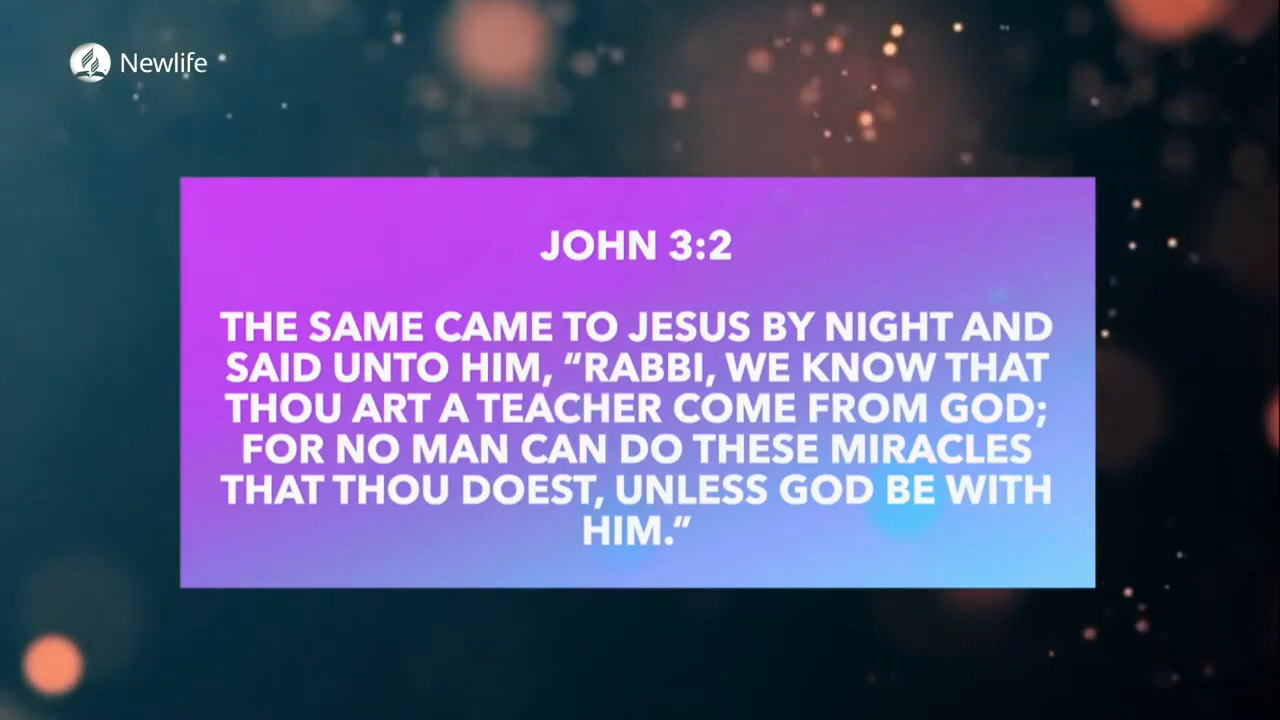 Newlife
JOHN 3:2
THE SAME CAME TO JESUS BY NIGHT AND
SAID UNTO HIM, “RABBI, WE KNOW THAT
THOU ART A TEACHER COME FROM GOD;
FOR NO MAN CAN DO THESE MIRACLES
THAT THOU DOEST, UNLESS GOD BE WITH
HIM.”